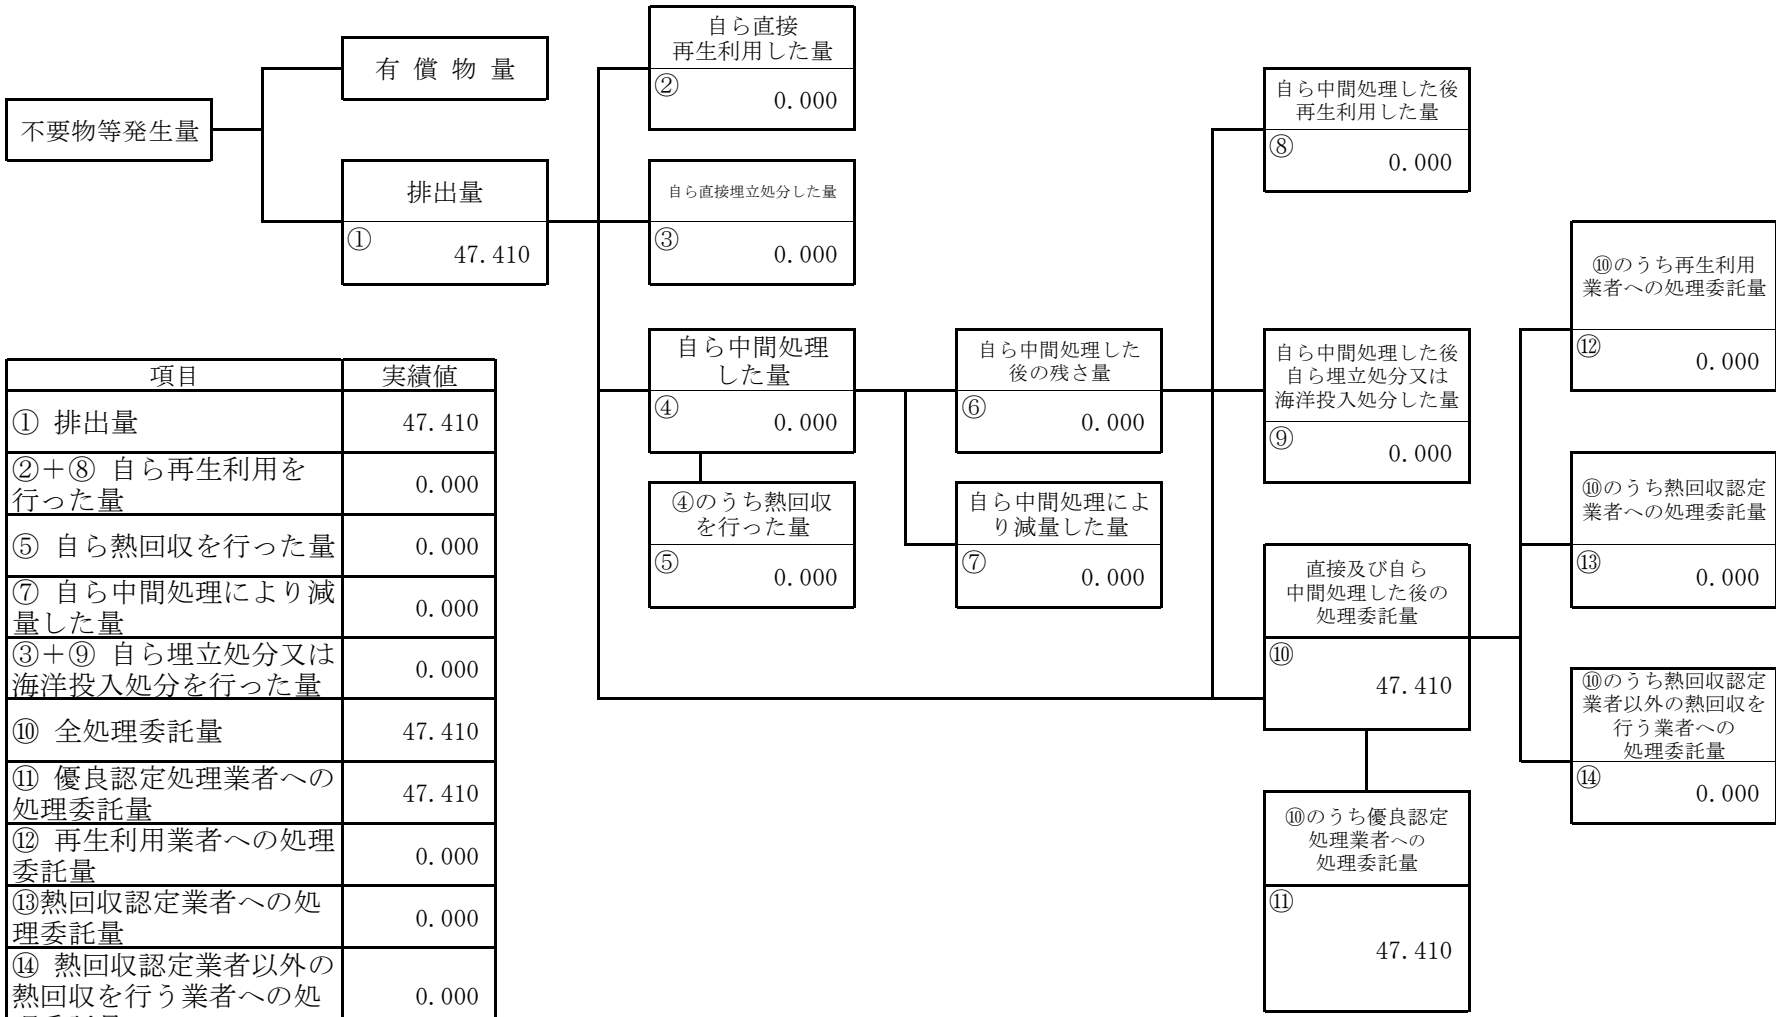 自ら直接
再生利用した量
② 0.000
有 償 物 量
不要物等発生量
排出量
① 47.410
自ら直接埋立処分した量
③ 0.000
自ら中間処理した後
再生利用した量
⑧ 0.000
自ら中間処理
した量
④ 0.000
自ら中間処理した
後の残さ量
⑥ 0.000
自ら中間処理した後
自ら埋立処分又は
海洋投入処分した量
⑨ 0.000
⑩のうち再生利用
業者への処理委託量
⑫ 0.000
④のうち熱回収
を行った量
⑤ 0.000
自ら中間処理によ
り減量した量
⑦ 0.000
直接及び自ら
中間処理した後の
処理委託量
⑩ 47.410
⑩のうち熱回収認定
業者への処理委託量
⑬ 0.000
⑩のうち熱回収認定
業者以外の熱回収を
行う業者への
処理委託量
⑭ 0.000
⑩のうち優良認定
処理業者への
処理委託量
⑪
47.410
項目 実績値
① 排出量 47.410
②＋⑧ 自ら再生利用を
行った量 0.000
⑤ 自ら熱回収を行った量 0.000
⑦ 自ら中間処理により減
量した量 0.000
③＋⑨ 自ら埋立処分又は
海洋投入処分を行った量 0.000
⑩ 全処理委託量 47.410
⑪ 優良認定処理業者への
処理委託量 47.410
⑫ 再生利用業者への処理
委託量 0.000
⑬熱回収認定業者への処
理委託量 0.000
⑭ 熱回収認定業者以外の
熱回収を行う業者への処 0.000